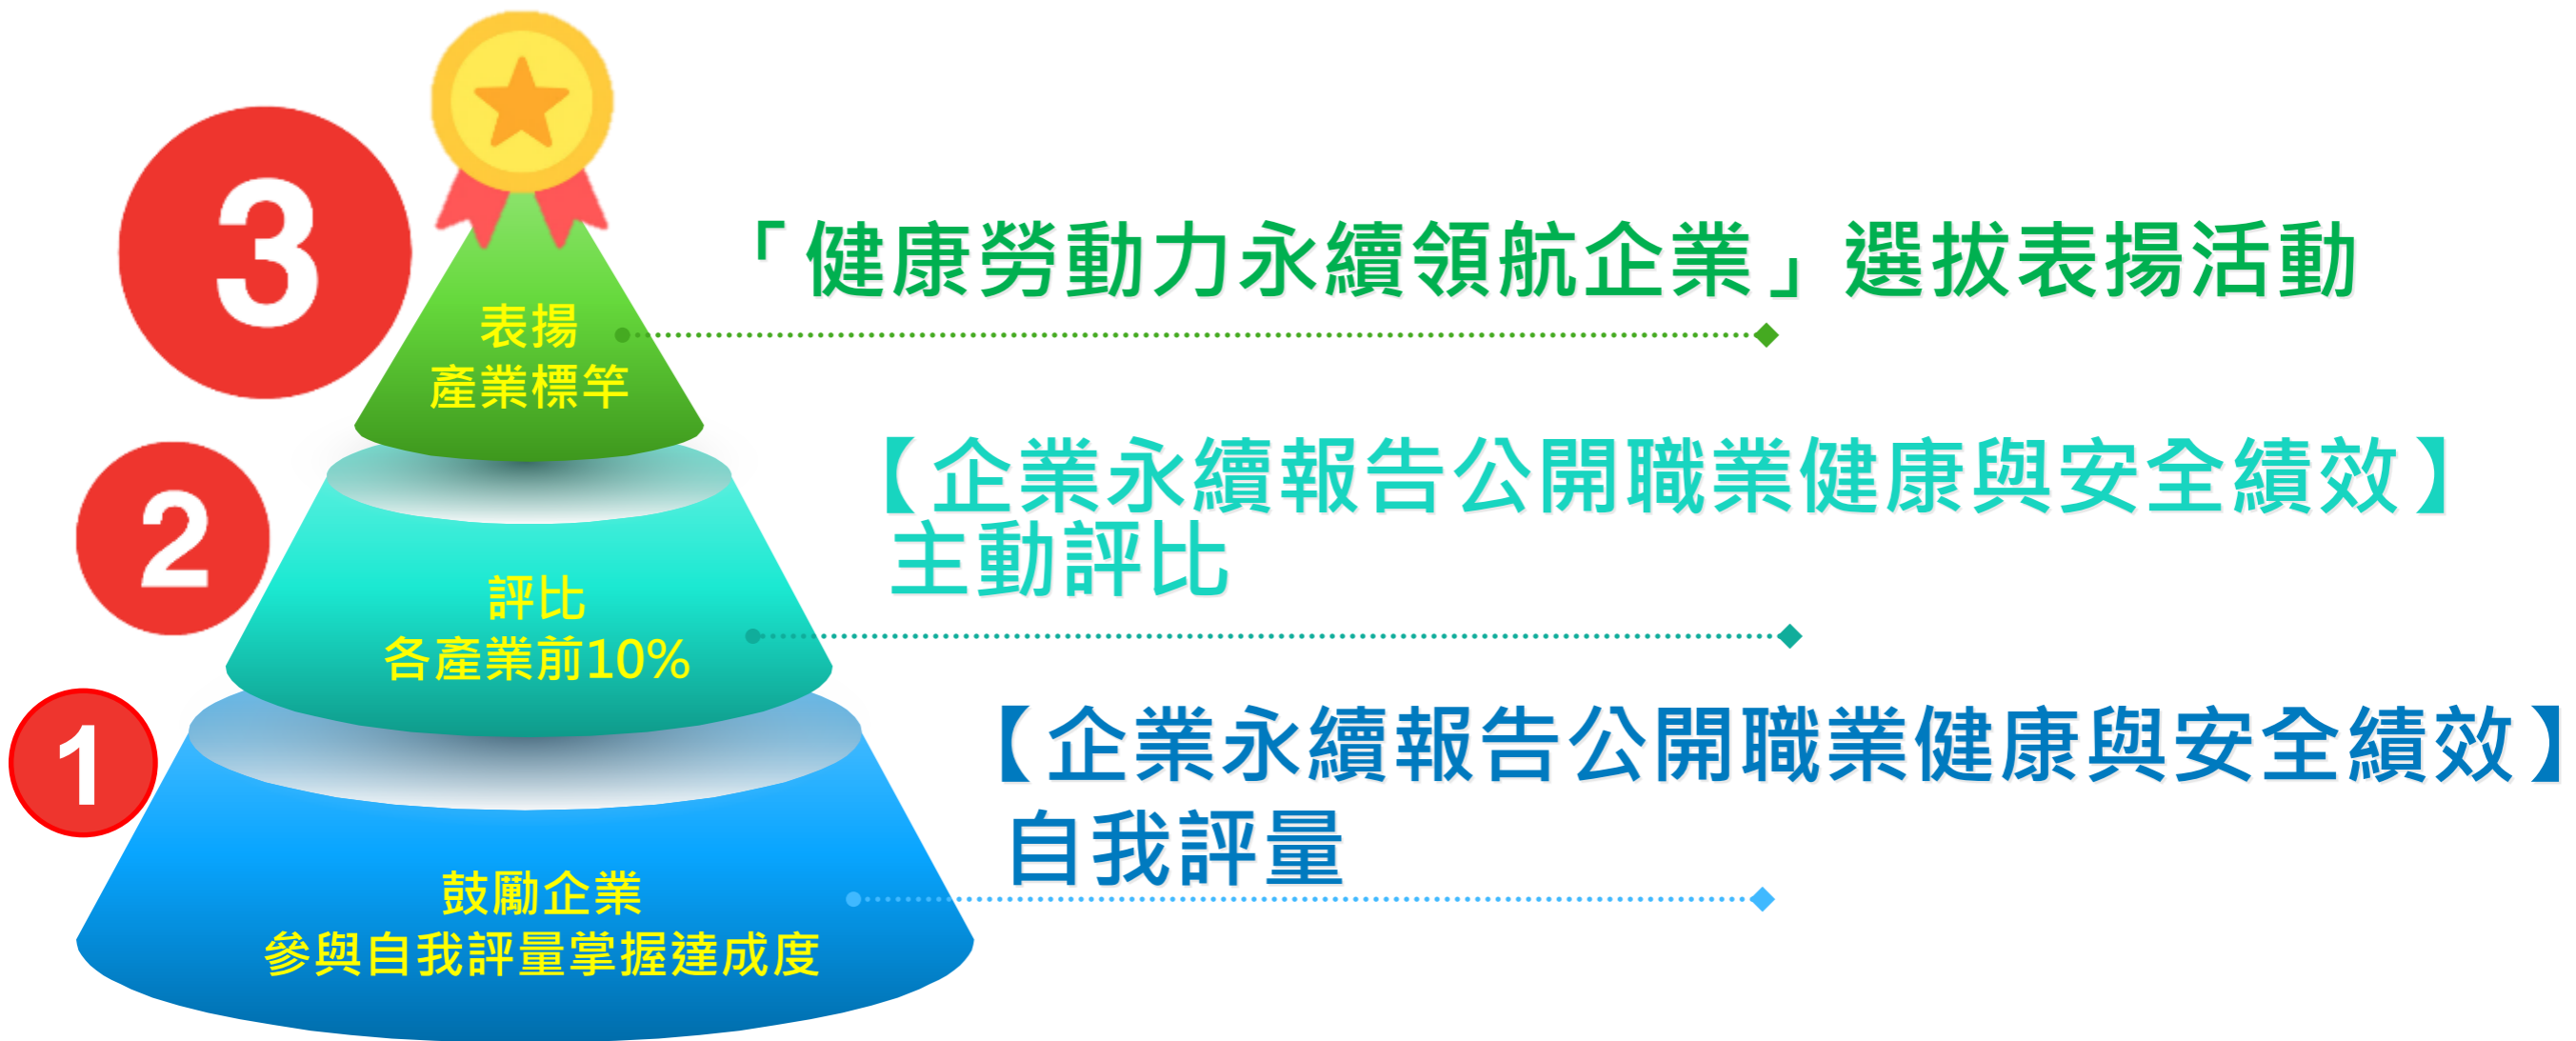 3
「健康勞動力永續領航企業」選拔表揚活動
表揚
產業標竿
2
【企業永續報告公開職業健康與安全績效】
主動評比
評比
各產業前10%
1
【企業永續報告公開職業健康與安全績效】
自我評量
鼓勵企業
參與自我評量掌握達成度